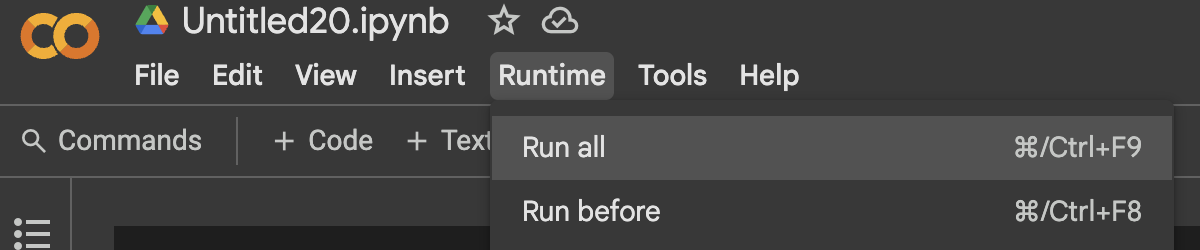 Untitled20.ipynb
File Edit View Insert Runtime Tools Help
Commands + Code + Text
Run all ⌘/Ctrl+F9
Run before ⌘/Ctrl+F8